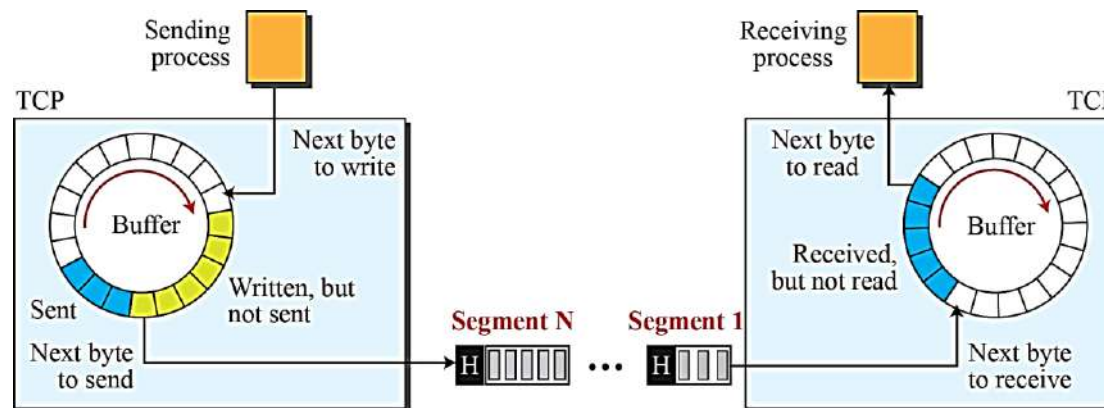 Sending
process
Receiving
process
TCP
TCP
Next byte
to write
Next byte
to read
Buffer
Buffer
Sent
Written, but
not sent
Received,
but not read
Segment N
Segment 1
H
H
...
Next byte
to send
Next byte
to receive